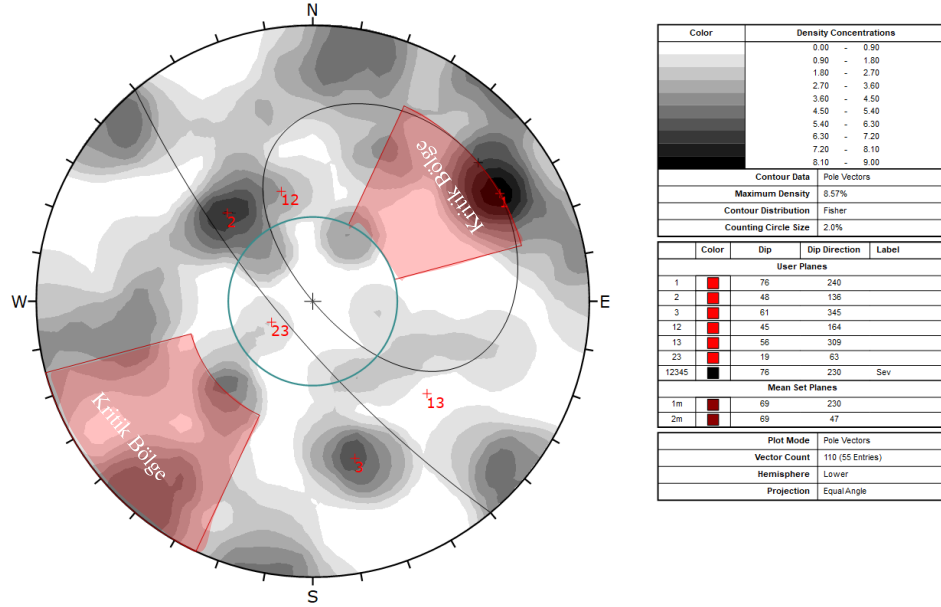 N
W
E
S
Kritik Bölge
Kritik Bölge
1
2
3
12
13
23
Color Density Concentrations
0.00 - 0.90
0.90 - 1.80
1.80 - 2.70
2.70 - 3.60
3.60 - 4.50
4.50 - 5.40
5.40 - 6.30
6.30 - 7.20
7.20 - 8.10
8.10 - 9.00
Contour Data Pole Vectors
Maximum Density 8.57%
Contour Distribution Fisher
Counting Circle Size 2.0%
Color Dip Dip Direction Label
User Planes
1 76 240
2 48 136
3 61 345
12 45 164
13 56 309
23 19 63
12345 76 230 Sev
Mean Set Planes
1m 69 230
2m 69 47
Plot Mode Pole Vectors
Vector Count 110 (55 Entries)
Hemisphere Lower
Projection Equal Angle